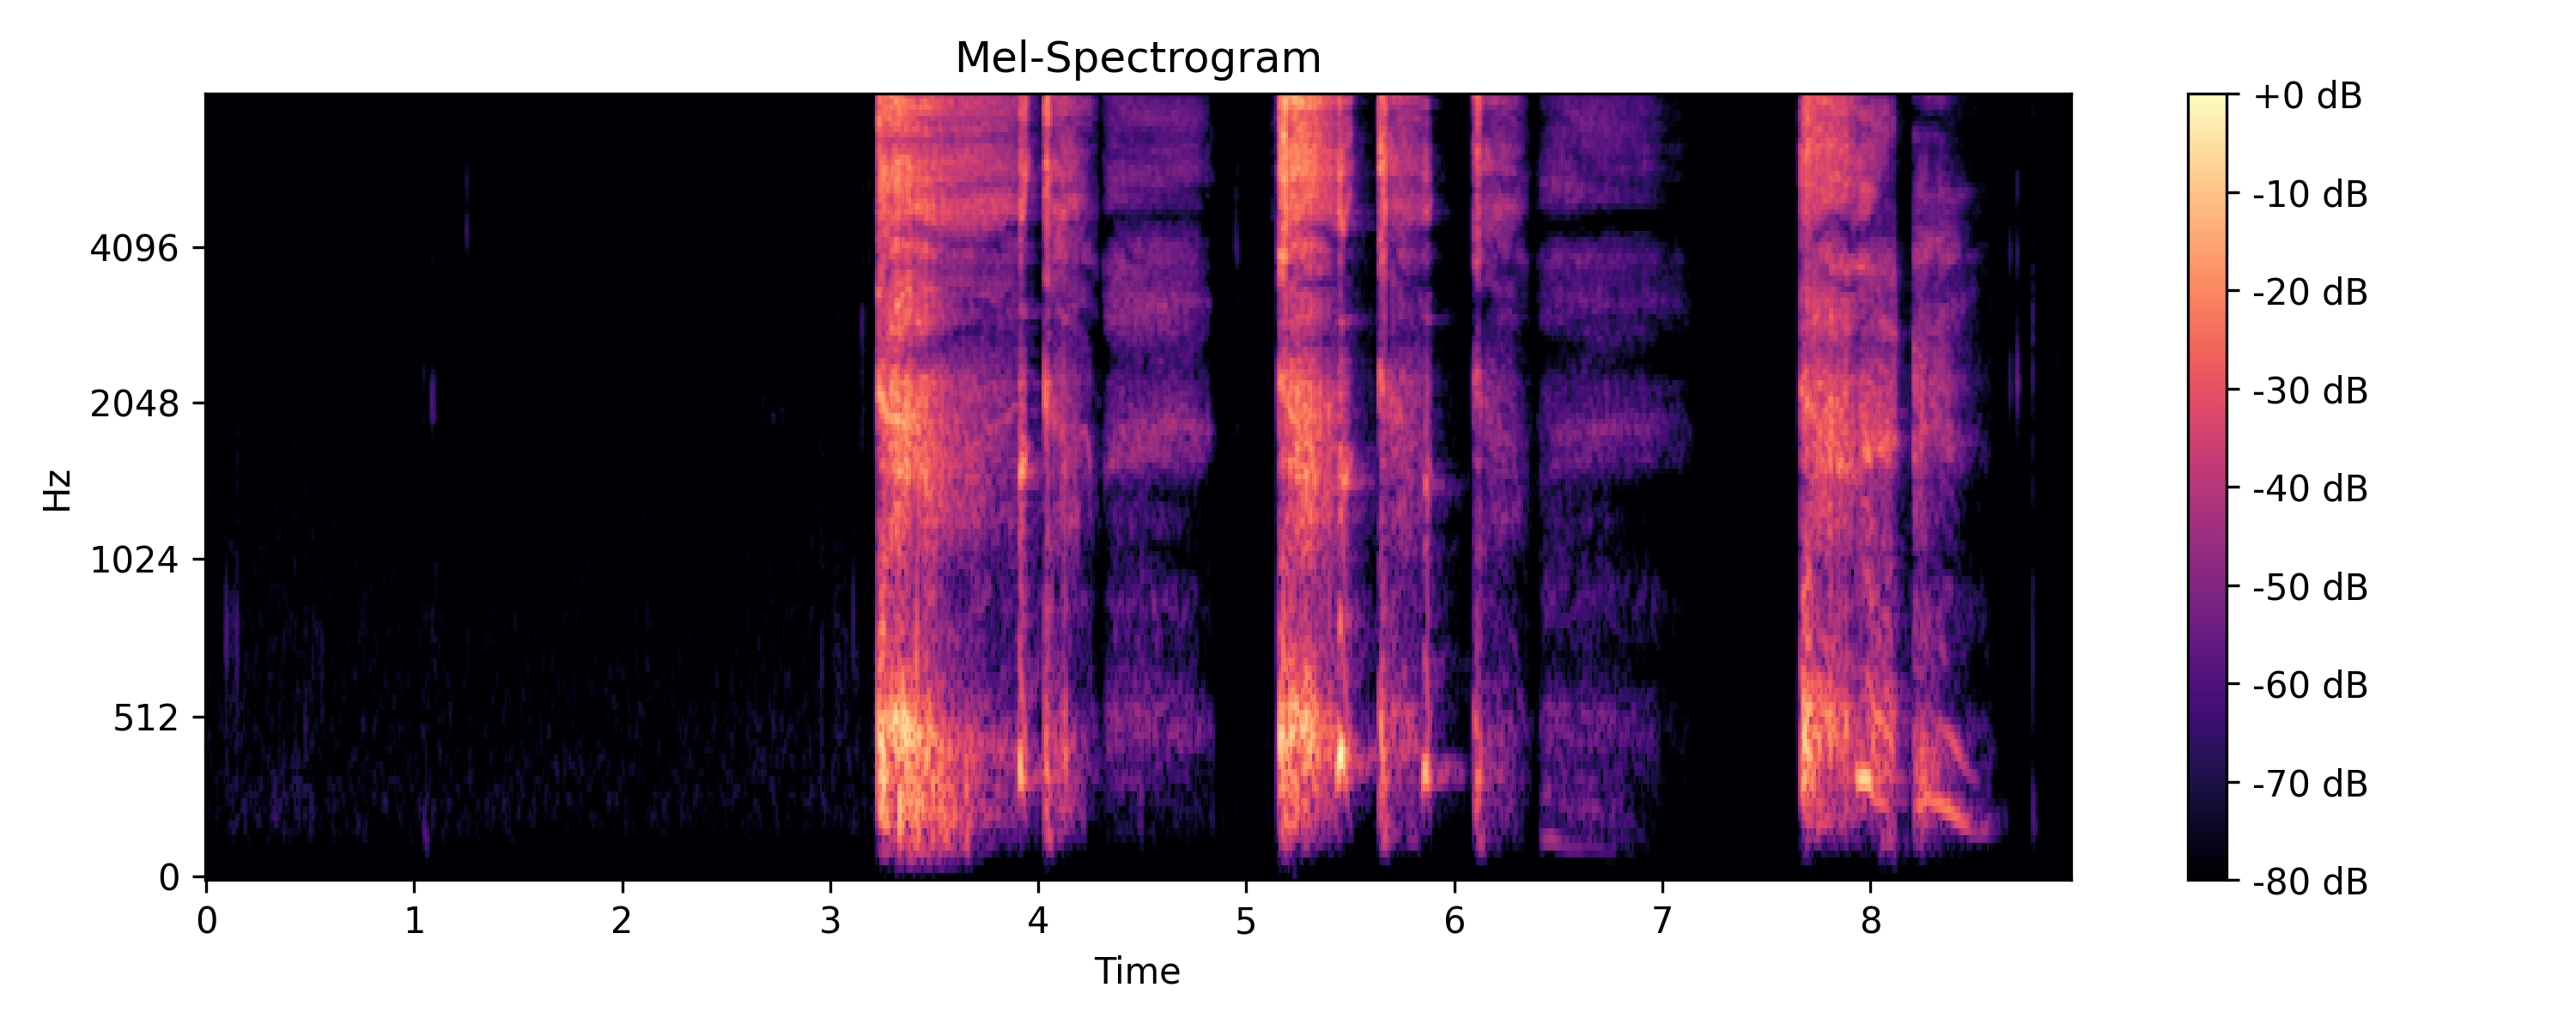 Mel-Spectrogram
+0 dB
-10 dB
-20 dB
-30 dB
-40 dB
-50 dB
-60 dB
-70 dB
-80 dB
Hz
4096
2048
1024
512
0
0 1 2 3 4 5 6 7 8
Time